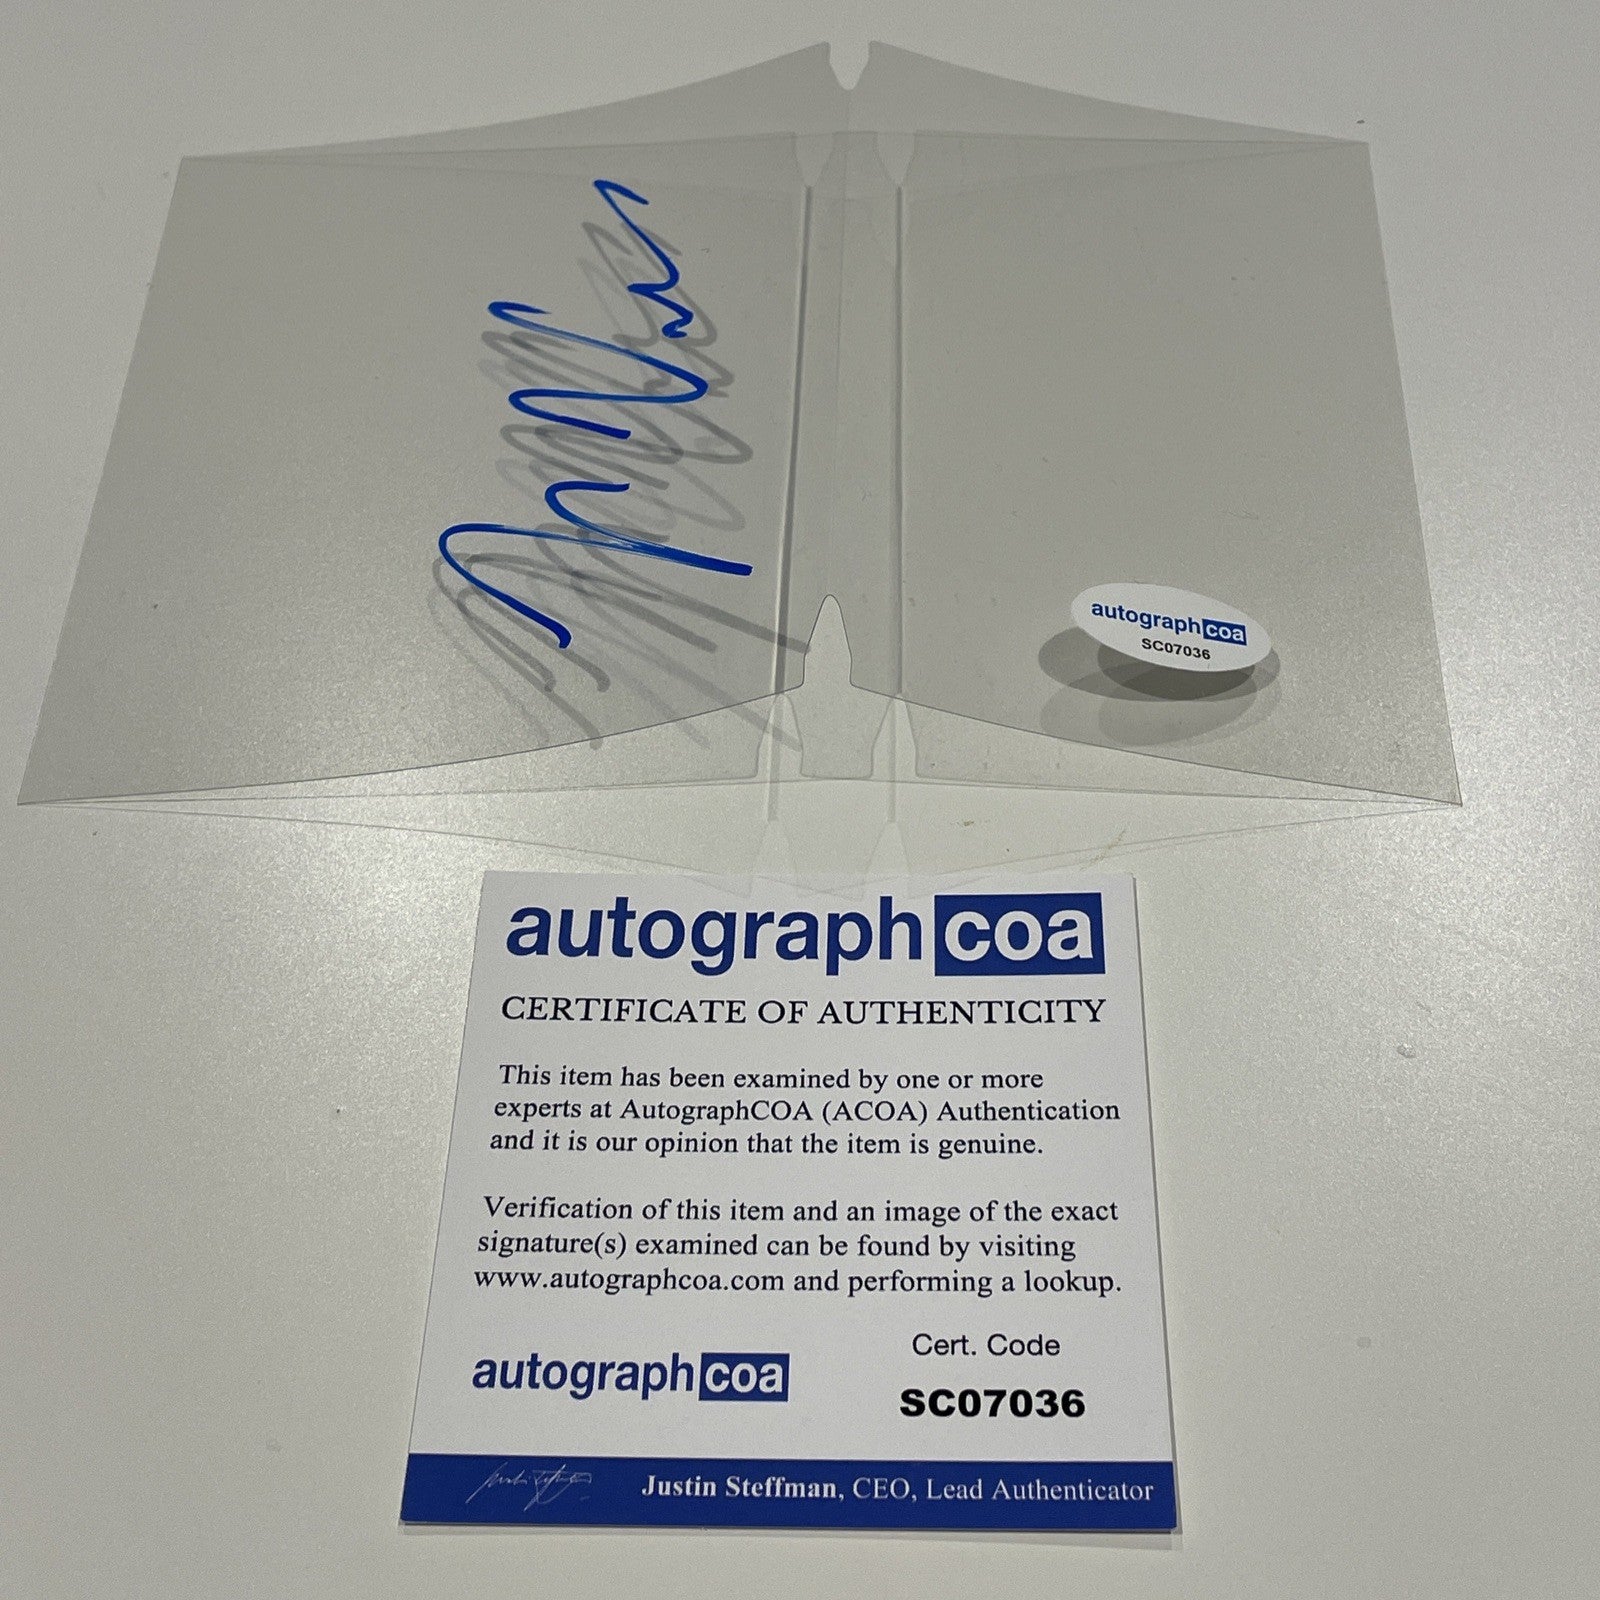 autographcoa
SC07036
autographcoa
CERTIFICATE OF AUTHENTICITY
This item has been examined by one or more
experts at AutographCOA (ACOA) Authentication
and it is our opinion that the item is genuine.
Verification of this item and an image of the exact
signature(s) examined can be found by visiting
www.autographcoa.com and performing a lookup.
Cert. Code
autographcoa
SC07036
Justin Steffman, CEO, Lead Authenticator